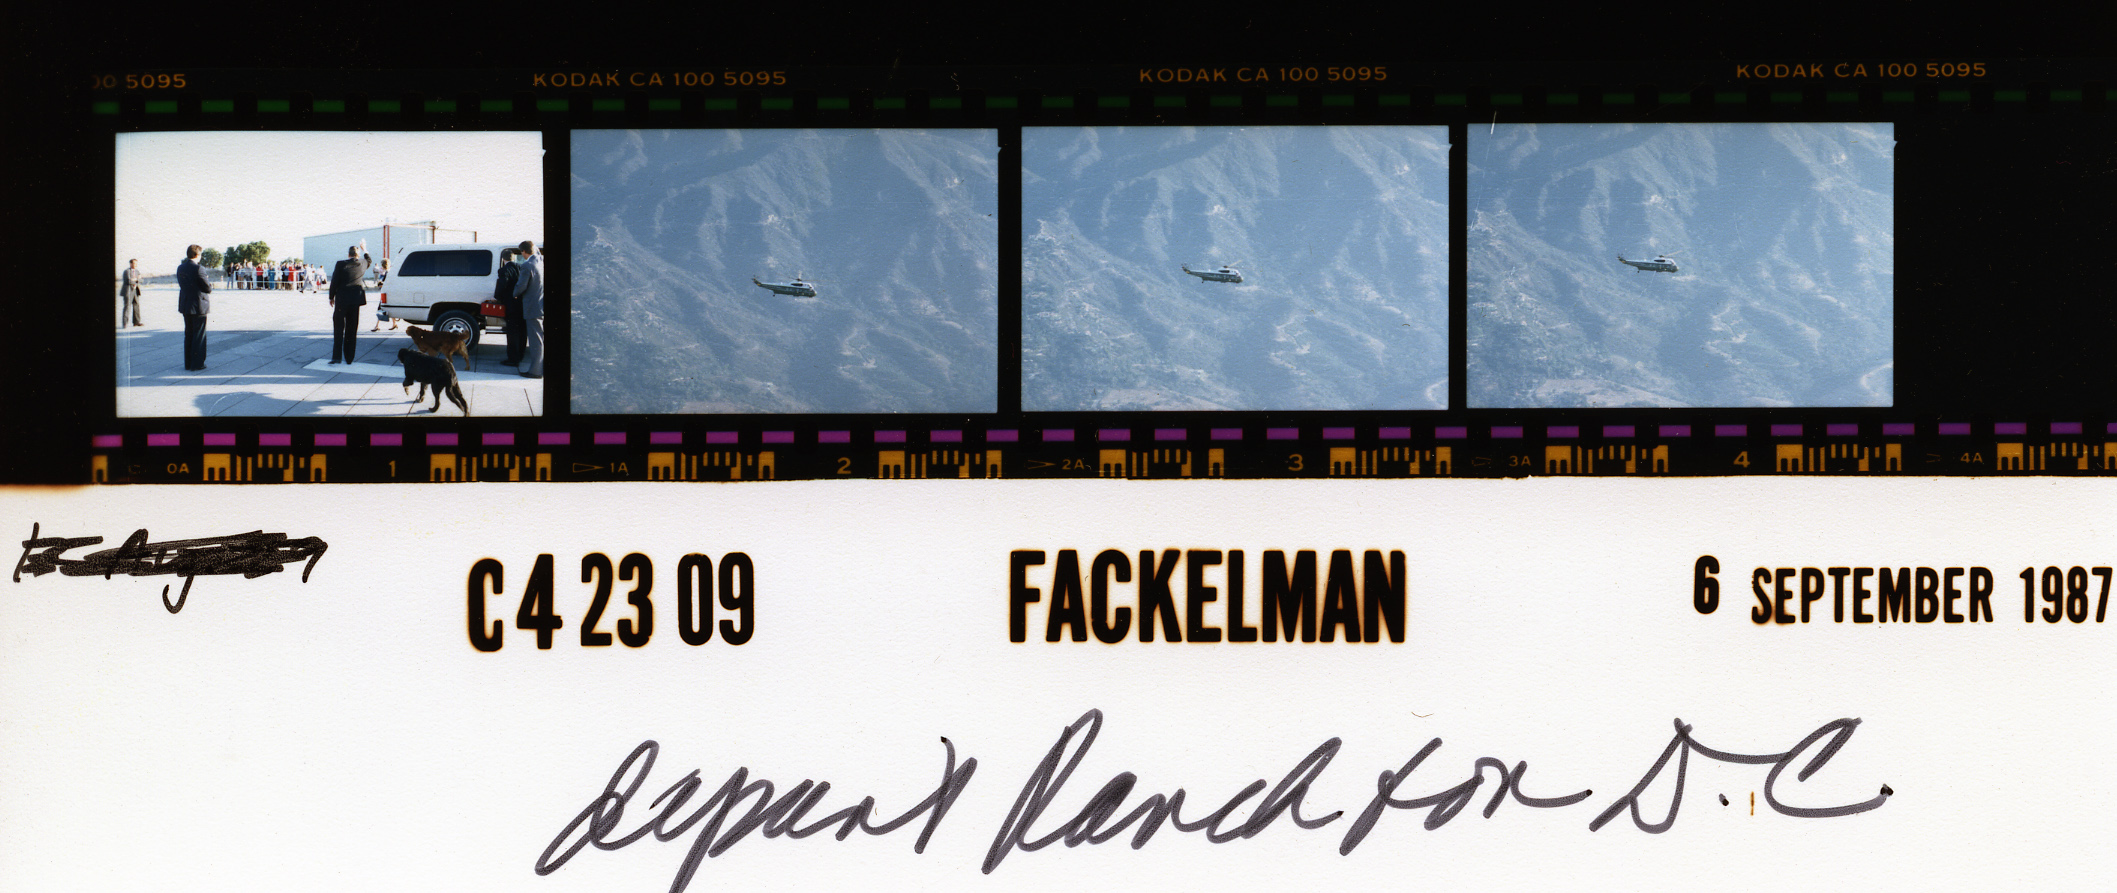 00 5095 KODAK CA 100 5095 KODAK CA 100 5095 KODAK CA 100 5095
0A 1 1A 2 2A 3 3A 4 4A
C4 23 09 FACKELMAN 6 SEPTEMBER 1987
Depart Ranch for D.C.